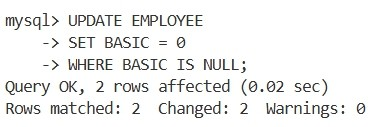 mysql> UPDATE EMPLOYEE
-> SET BASIC = 0
-> WHERE BASIC IS NULL;
Query OK, 2 rows affected (0.02 sec)
Rows matched: 2 Changed: 2 Warnings: 0